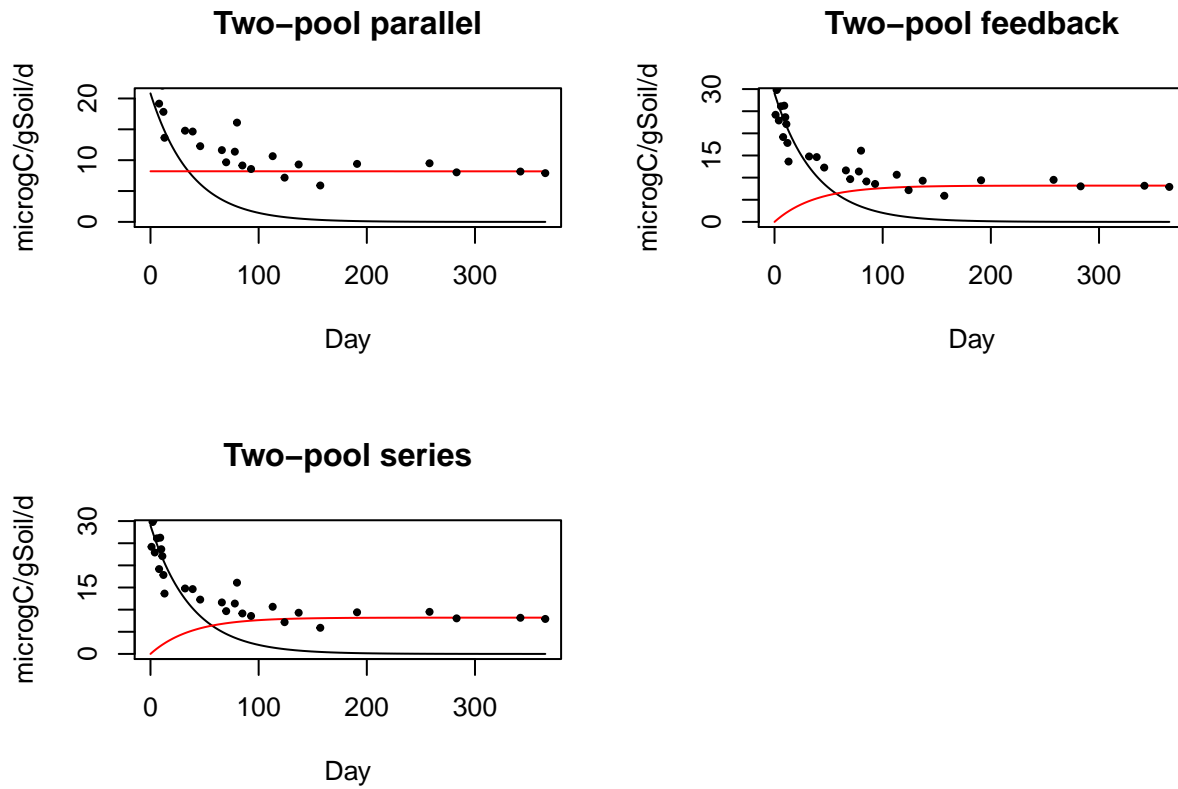 Two−pool parallel
microgC/gSoil/d
20
10
0
0 100 200 300
Day
Two−pool feedback
microgC/gSoil/d
30
15
0
0 100 200 300
Day
Two−pool series
microgC/gSoil/d
30
15
0
0 100 200 300
Day